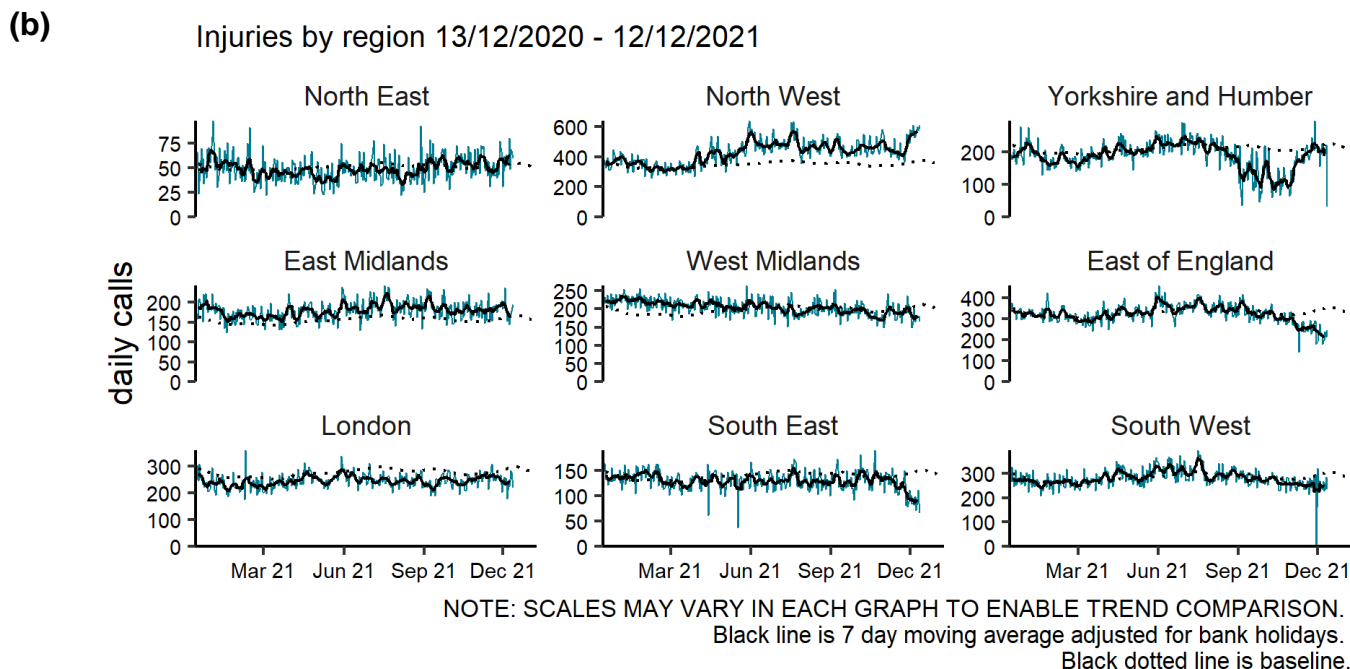 (b)
Injuries by region 13/12/2020 - 12/12/2021
North East
North West
Yorkshire and Humber
75
50
25
0
600
400
200
0
200
100
0
East Midlands
West Midlands
East of England
200
150
100
50
0
250
200
150
100
50
0
400
300
200
100
0
daily calls
London
South East
South West
300
200
100
0
150
100
50
0
300
200
100
0
Mar 21 Jun 21 Sep 21 Dec 21
Mar 21 Jun 21 Sep 21 Dec 21
Mar 21 Jun 21 Sep 21 Dec 21
NOTE: SCALES MAY VARY IN EACH GRAPH TO ENABLE TREND COMPARISON.
Black line is 7 day moving average adjusted for bank holidays.
Black dotted line is baseline.